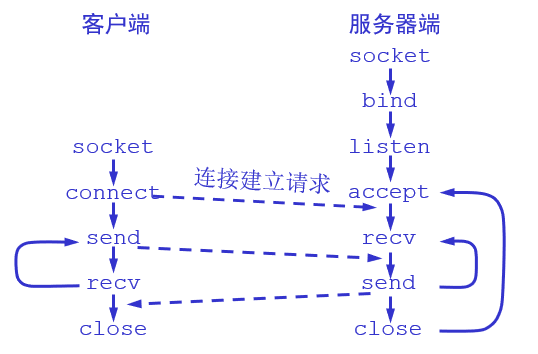 客户端
服务器端
socket
bind
listen
socket
连接建立请求
connect
accept
send
recv
recv
send
close
close